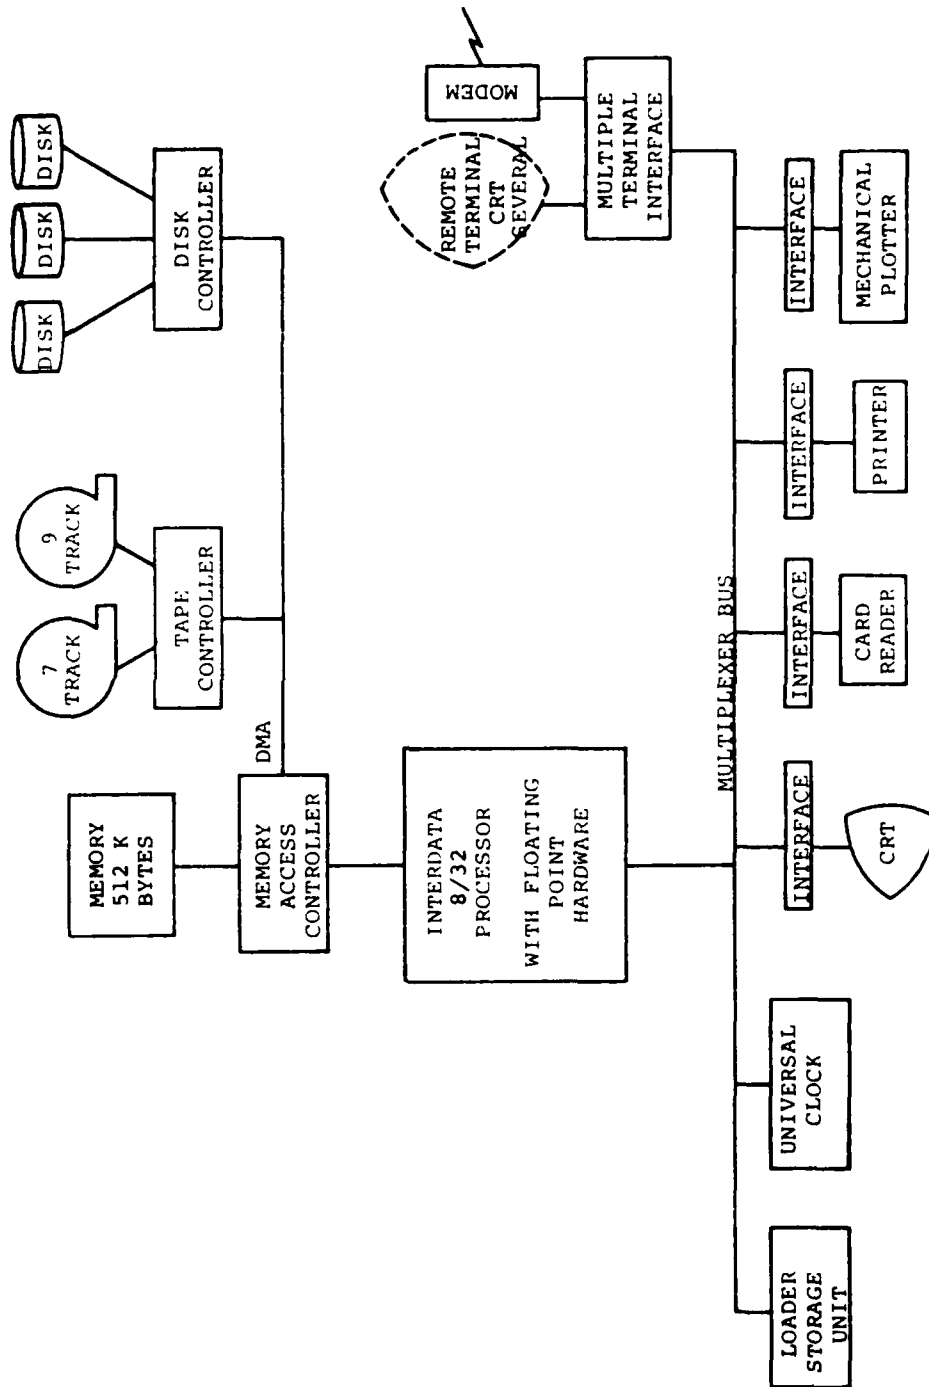 MEMORY
512 K
BYTES
7
TRACK
9
TRACK
DISK
DISK
DISK
TAPE
CONTROLLER
DISK
CONTROLLER
MEMORY
ACCESS
CONTROLLER
DMA
INTERDATA
8/32
PROCESSOR
WITH FLOATING
POINT
HARDWARE
REMOTE
TERMINAL
CRT
SEVERAL
MODEM
MULTIPLE
TERMINAL
INTERFACE
MULTIPLEXER BUS
LOADER
STORAGE
UNIT
UNIVERSAL
CLOCK
INTERFACE
CRT
INTERFACE
CARD
READER
INTERFACE
PRINTER
INTERFACE
MECHANICAL
PLOTTER